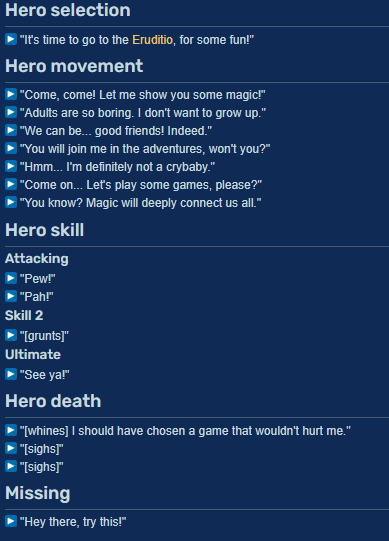 Hero selection
"It's time to go to the Eruditio, for some fun!"
Hero movement
"Come, come! Let me show you some magic!"
"Adults are so boring. I don't want to grow up."
"We can be... good friends! Indeed."
"You will join me in the adventures, won't you?"
"Hmm... I'm definitely not a crybaby."
"Come on... Let's play some games, please?"
"You know? Magic will deeply connect us all."
Hero skill
Attacking
"Pew!"
"Pah!"
Skill 2
"[grunts]"
Ultimate
"See ya!"
Hero death
"[whines] I should have chosen a game that wouldn't hurt me."
"[sighs]"
"[sighs]"
Missing
"Hey there, try this!"